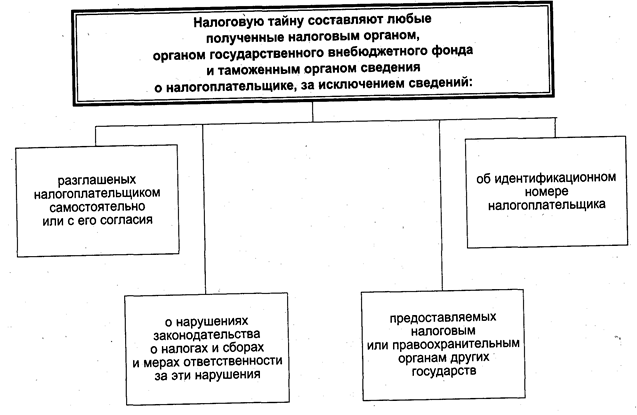 Налоговую тайну составляют любые
полученные налоговым органом,
органом государственного внебюджетного фонда
и таможенным органом сведения
о налогоплательщике, за исключением сведений:
разглашеных
налогоплательщиком
самостоятельно
или с его согласия
об идентификационном
номере
налогоплательщика
о нарушениях
законодательства
о налогах и сборах
и мерах ответственности
за эти нарушения
предоставляемых
налоговым
или правоохранительным
органам других
государств